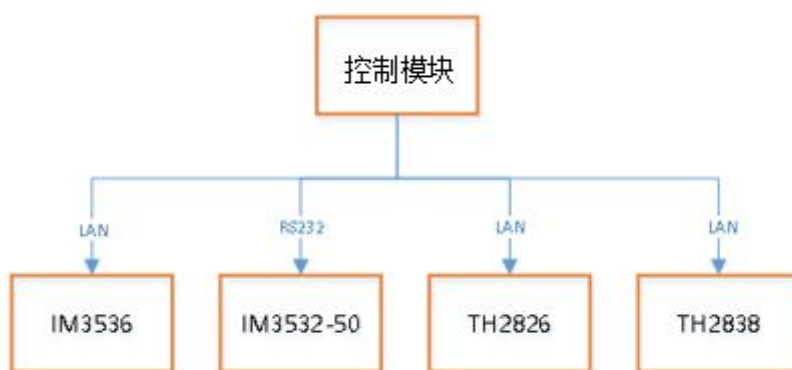 控制模块
LAN
RS232
LAN
LAN
IM3536
IM3532-50
TH2826
TH2838